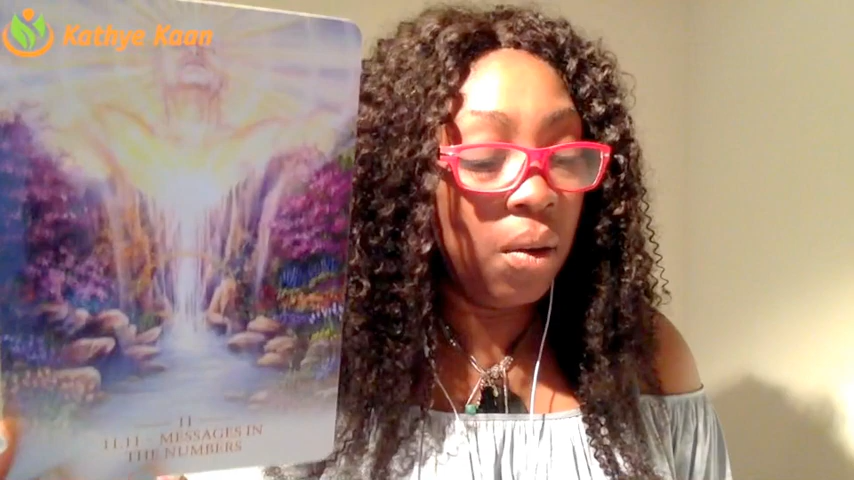 Kathye Kaan
11
11:11 - MESSAGES IN
THE NUMBERS